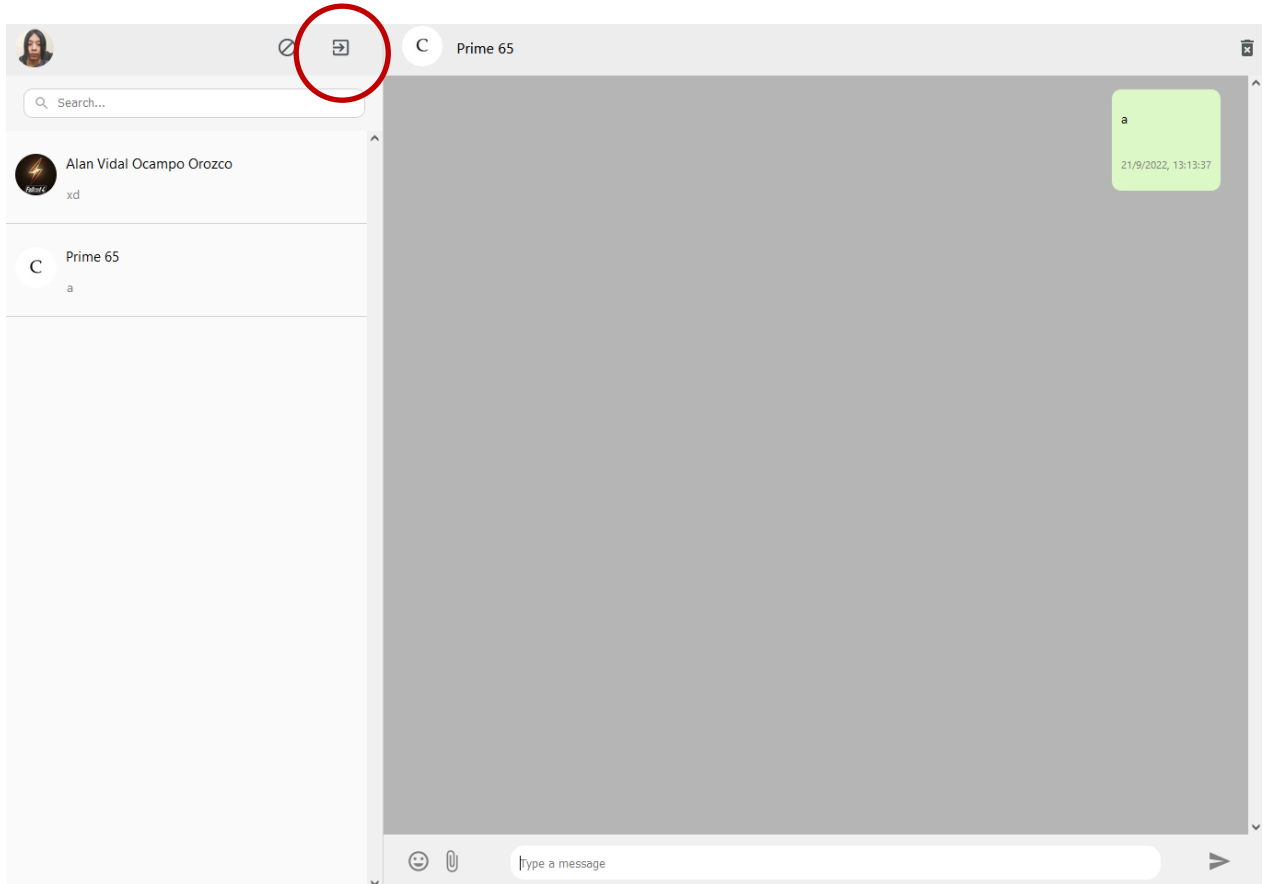 C
Prime 65
Search...
Alan Vidal Ocampo Orozco
xd
C
Prime 65
a
a
21/9/2022, 13:13:37
Type a message